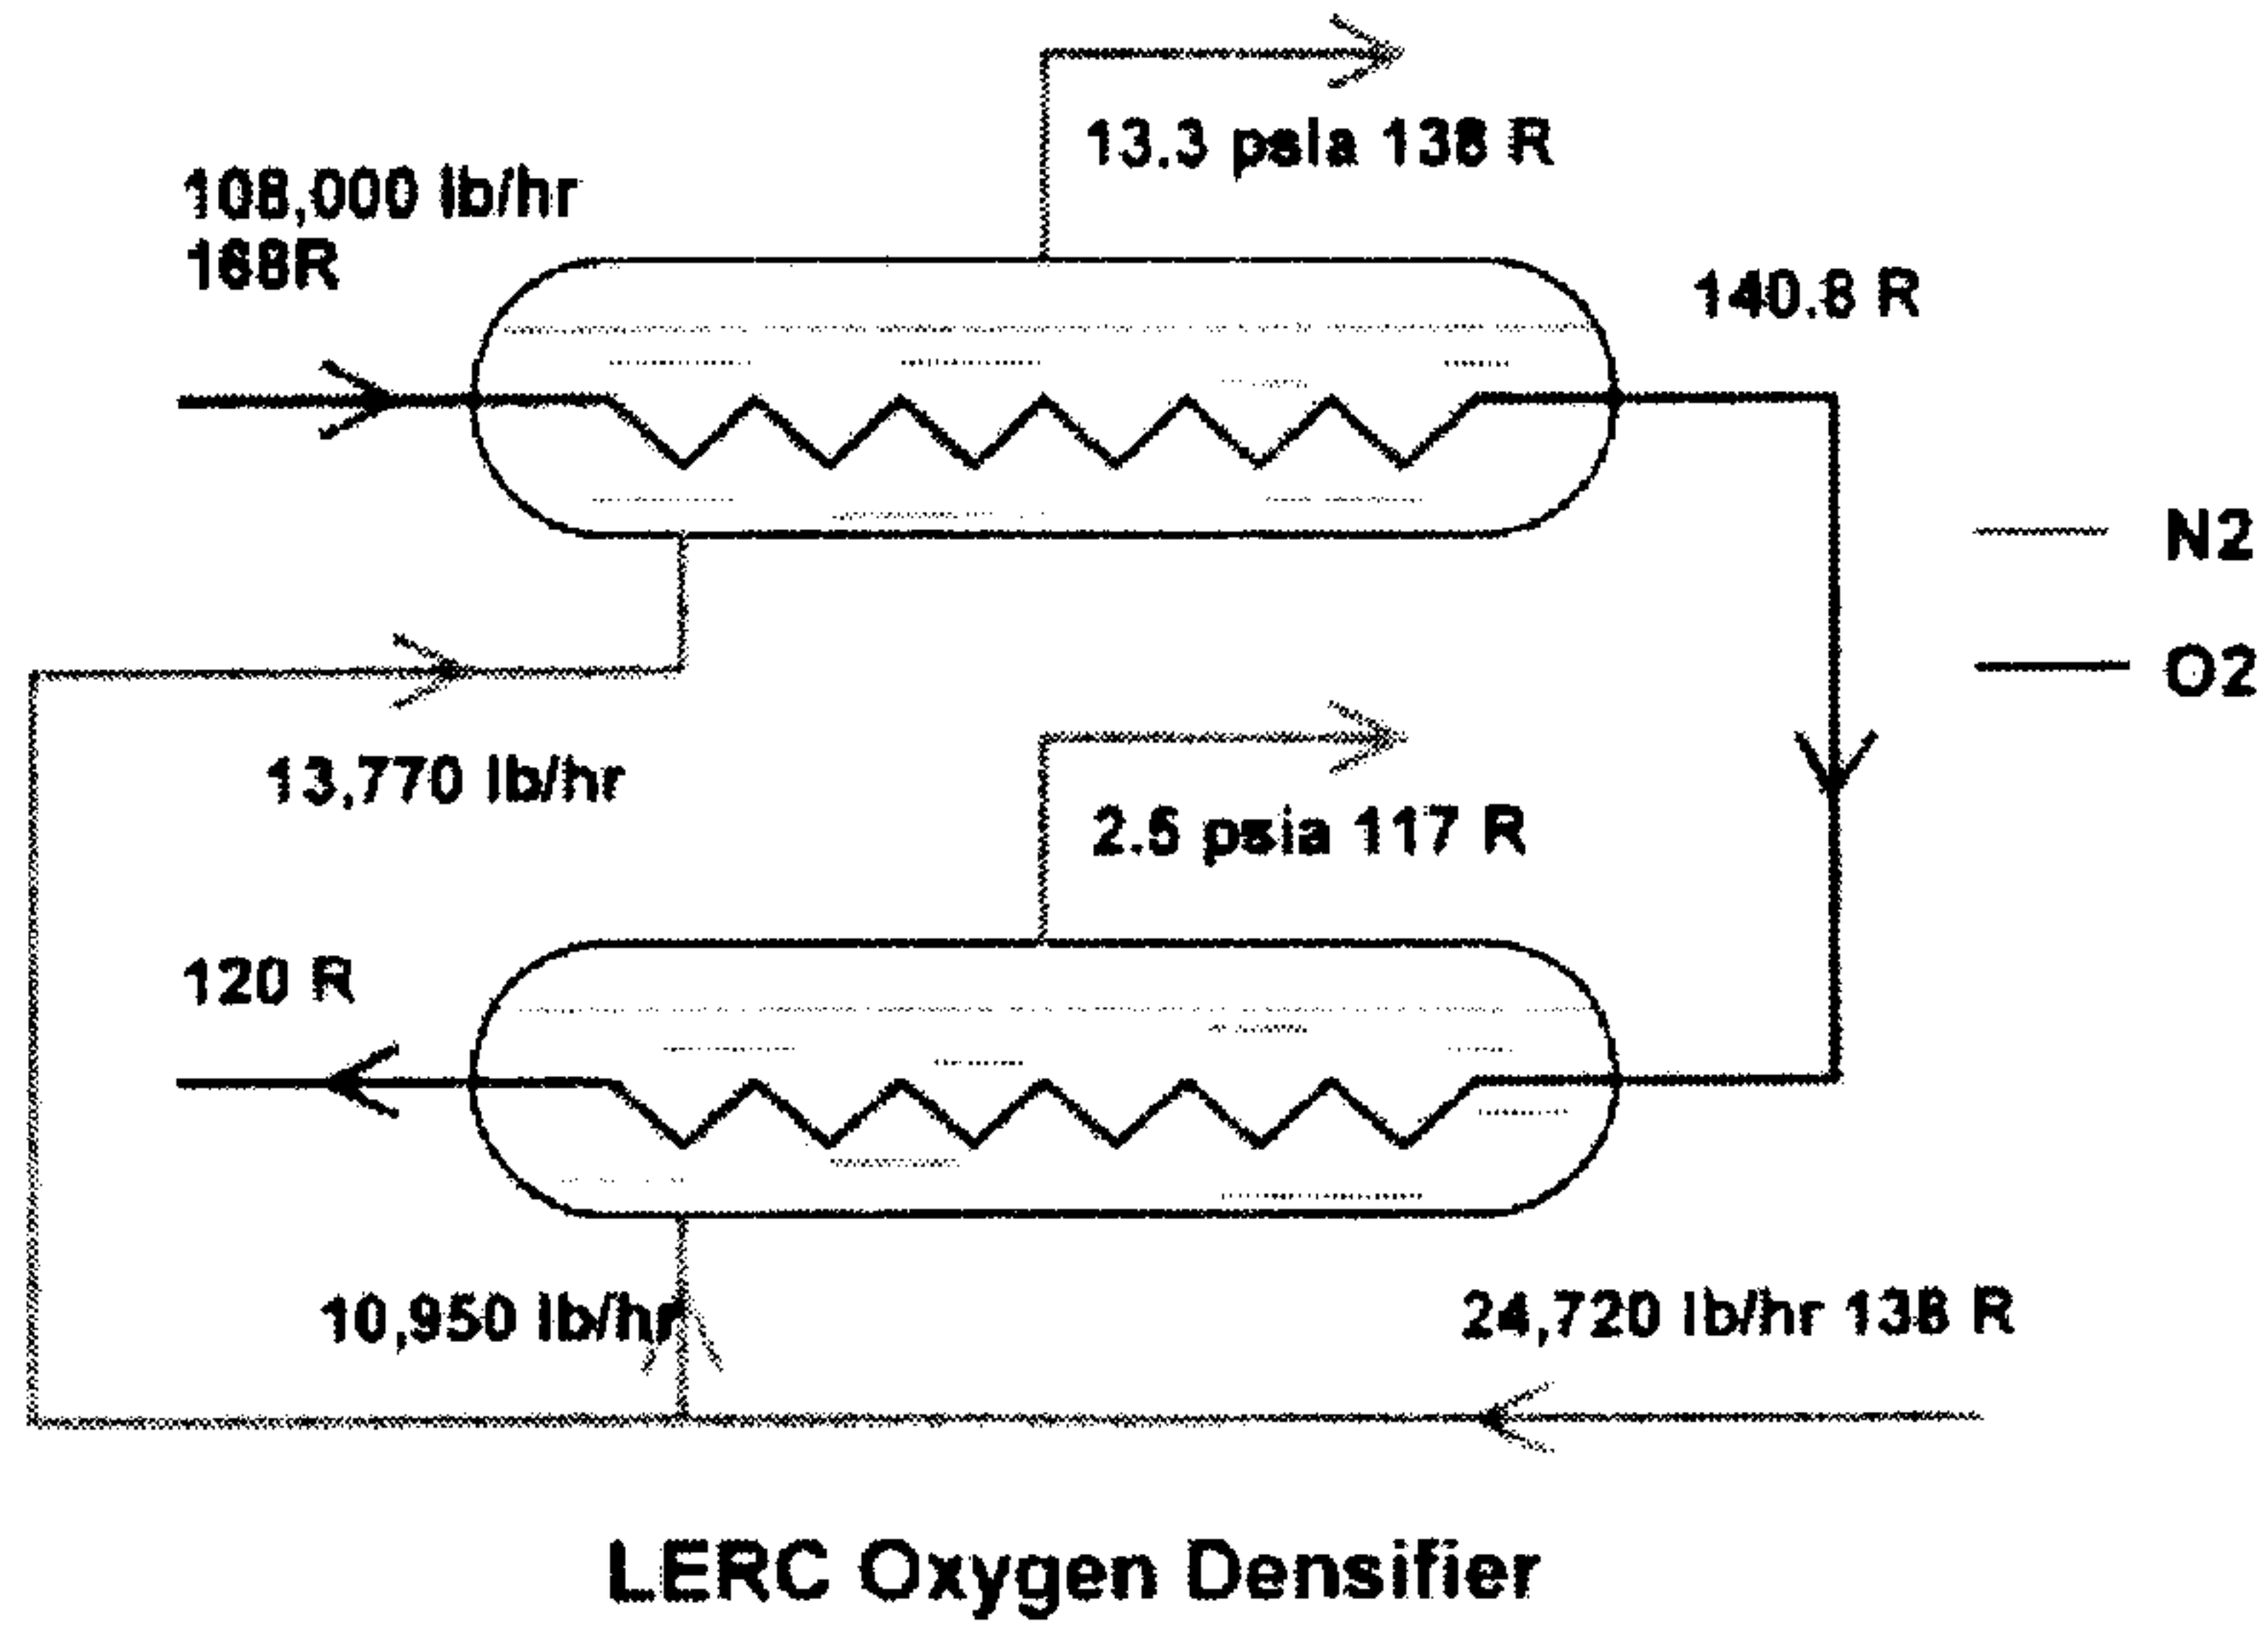 13.3 psia 138 R
108,000 lb/hr
168R
140.8 R
N2
O2
13,770 lb/hr
2.5 psia 117 R
120 R
10,950 lb/hr
24,720 lb/hr 138 R
LERC Oxygen Densifier